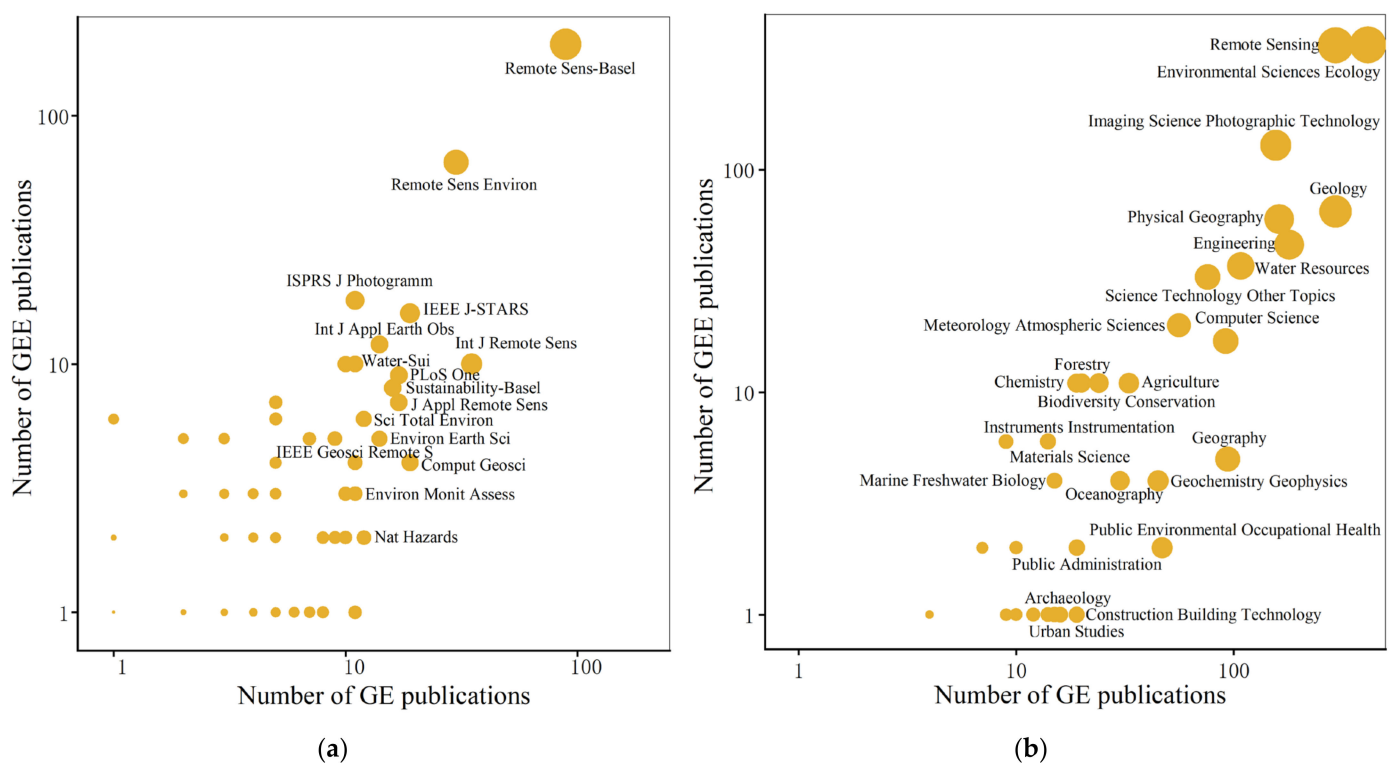 Number of GEE publications
100
10
1
Remote Sens-Basel
Remote Sens Environ
ISPRS J Photogramm
IEEE J-STARS
Int J Appl Earth Obs
Int J Remote Sens
Water-Sui
PLoS One
Sustainability-Basel
J Appl Remote Sens
Sci Total Environ
Environ Earth Sci
IEEE Geosci Remote S
Comput Geosci
Environ Monit Assess
Nat Hazards
1
10
100
Number of GE publications
(a)
Number of GEE publications
100
10
1
Remote Sensing
Environmental Sciences Ecology
Imaging Science Photographic Technology
Geology
Physical Geography
Engineering
Water Resources
Science Technology Other Topics
Meteorology Atmospheric Sciences
Computer Science
Forestry
Chemistry
Agriculture
Biodiversity Conservation
Instruments Instrumentation
Geography
Materials Science
Marine Freshwater Biology
Geochemistry Geophysics
Oceanography
Public Environmental Occupational Health
Public Administration
Archaeology
Construction Building Technology
Urban Studies
1
10
100
Number of GE publications
(b)